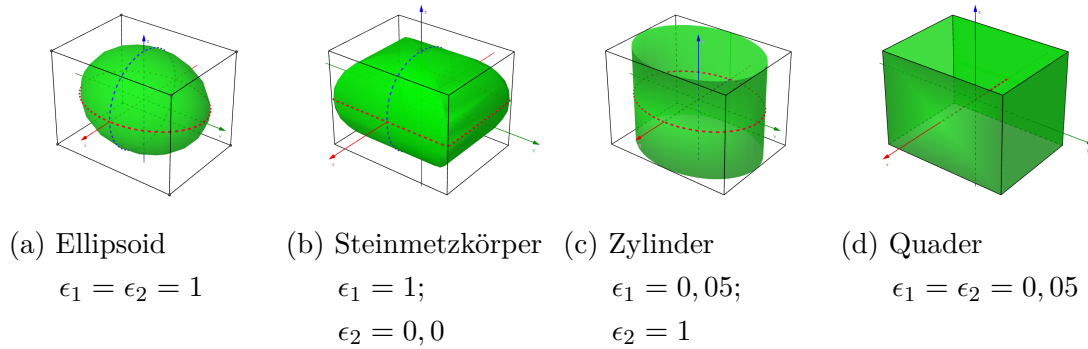 (a) Ellipsoid
ϵ₁ = ϵ₂ = 1
(b) Steinmetzkörper
ϵ₁ = 1;
ϵ₂ = 0,0
(c) Zylinder
ϵ₁ = 0,05;
ϵ₂ = 1
(d) Quader
ϵ₁ = ϵ₂ = 0,05